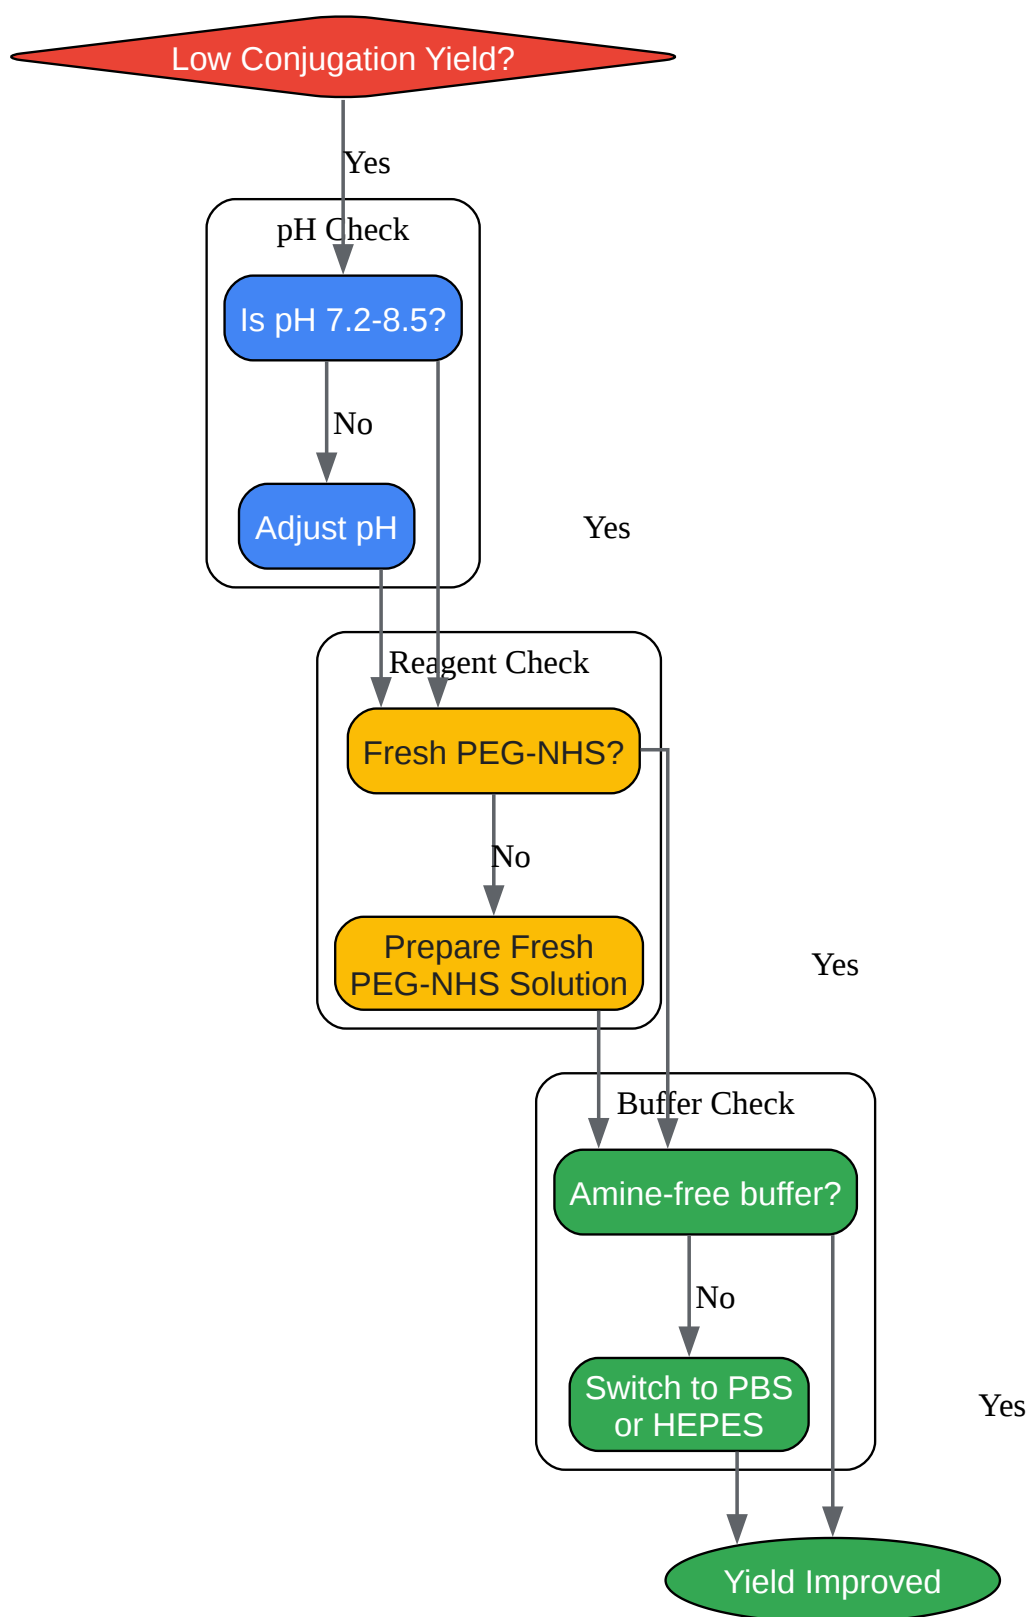 Low Conjugation Yield?
Yes
pH Check
Is pH 7.2-8.5?
No
Adjust pH
Yes
Reagent Check
Fresh PEG-NHS?
No
Prepare Fresh
PEG-NHS Solution
Yes
Buffer Check
Amine-free buffer?
No
Switch to PBS
or HEPES
Yes
Yield Improved